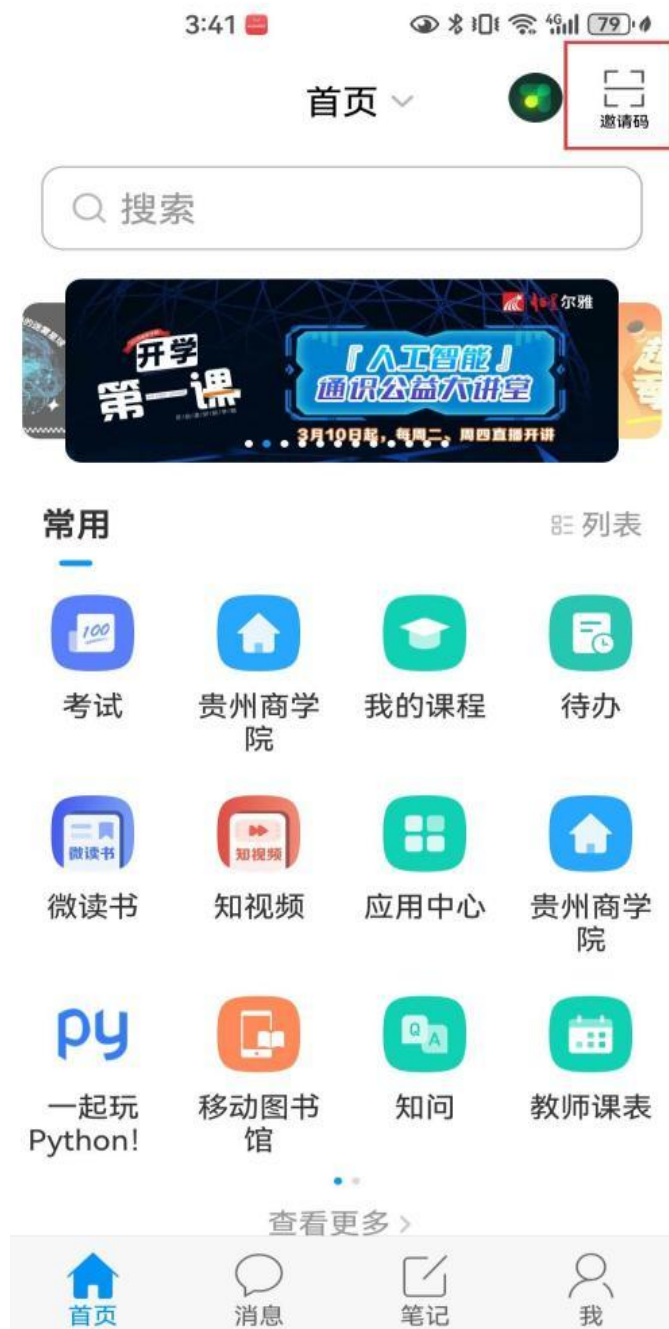 3:41
4G 79
首页
邀请码
搜索
尔雅
开学
第一课
『人工智能』
通识公益大讲堂
3月10日起，每周二、周四直播开讲
常用
列表
100
考试
贵州商学
院
我的课程
待办
微读书
知视频
微读书
知视频
应用中心
贵州商学
院
py
Q A
一起玩
Python!
移动图书
馆
知问
教师课表
查看更多 >
首页
消息
笔记
我